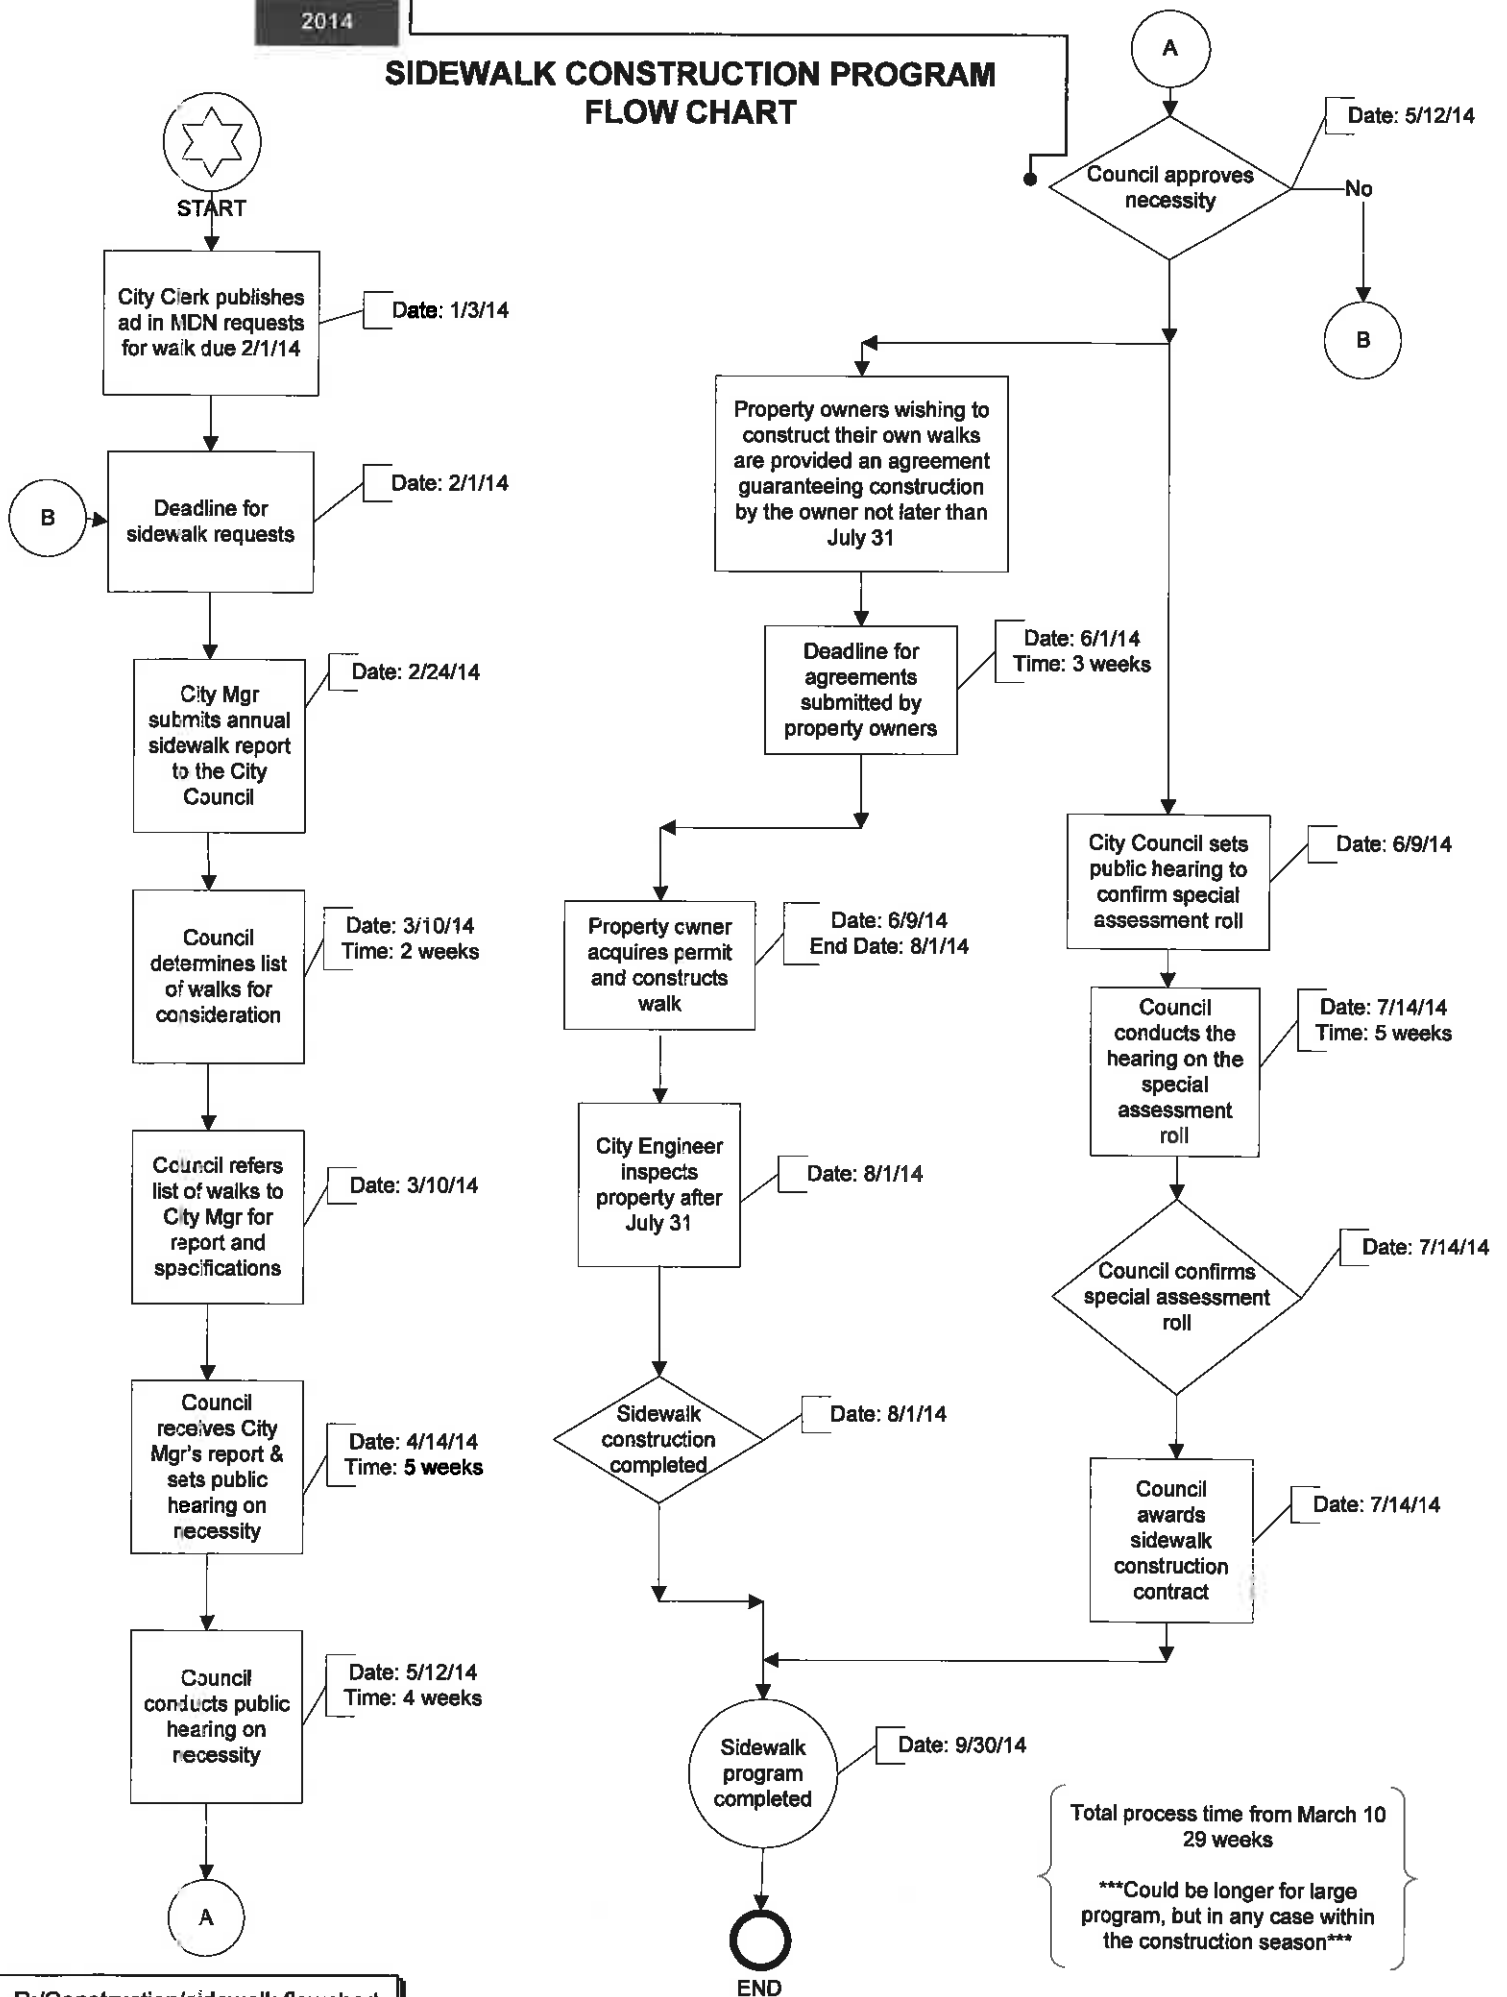 2014
SIDEWALK CONSTRUCTION PROGRAM
FLOW CHART
START
City Clerk publishes
ad in MDN requests
for walk due 2/1/14
Date: 1/3/14
B
Deadline for
sidewalk requests
Date: 2/1/14
City Mgr
submits annual
sidewalk report
to the City
Council
Date: 2/24/14
Council
determines list
of walks for
consideration
Date: 3/10/14
Time: 2 weeks
Council refers
list of walks to
City Mgr for
report and
specifications
Date: 3/10/14
Council
receives City
Mgr's report &
sets public
hearing on
necessity
Date: 4/14/14
Time: 5 weeks
Council
conducts public
hearing on
necessity
Date: 5/12/14
Time: 4 weeks
A
A
Council approves
necessity
Date: 5/12/14
No
B
Property owners wishing to
construct their own walks
are provided an agreement
guaranteeing construction
by the owner not later than
July 31
Deadline for
agreements
submitted by
property owners
Date: 6/1/14
Time: 3 weeks
Property owner
acquires permit
and constructs
walk
Date: 6/9/14
End Date: 8/1/14
City Engineer
inspects
property after
July 31
Date: 8/1/14
Sidewalk
construction
completed
Date: 8/1/14
City Council sets
public hearing to
confirm special
assessment roll
Date: 6/9/14
Council
conducts the
hearing on the
special
assessment
roll
Date: 7/14/14
Time: 5 weeks
Council confirms
special assessment
roll
Date: 7/14/14
Council
awards
sidewalk
construction
contract
Date: 7/14/14
Sidewalk
program
completed
Date: 9/30/14
END
Total process time from March 10
29 weeks
***Could be longer for large
program, but in any case within
the construction season***
R:/Construction/sidewalk flowchart